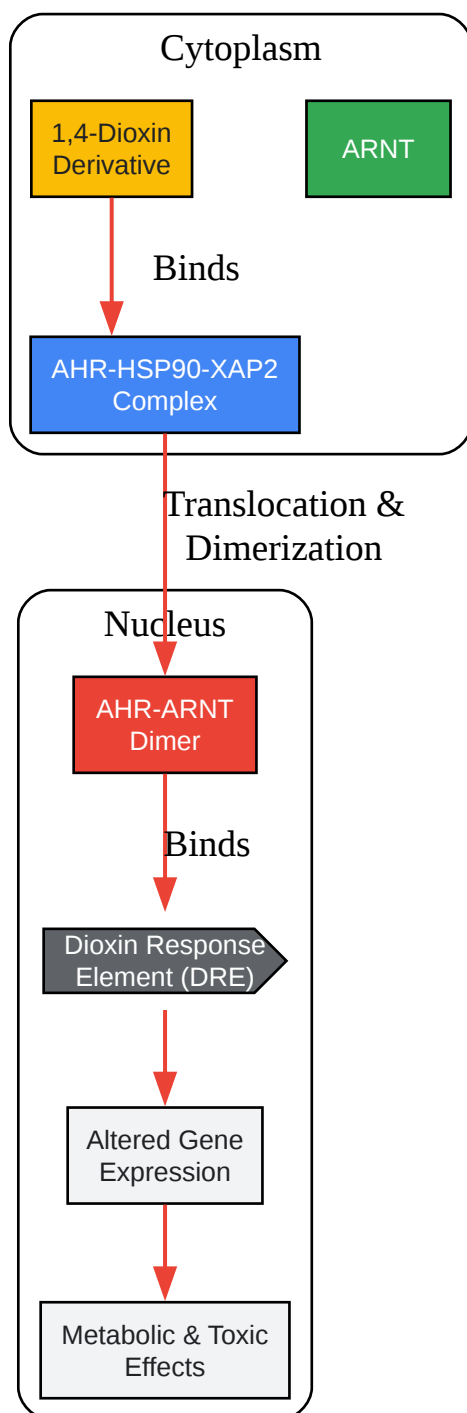 Cytoplasm
1,4-Dioxin
Derivative
ARNT
Binds
AHR-HSP90-XAP2
Complex
Translocation &
Dimerization
Nucleus
AHR-ARNT
Dimer
Binds
Dioxin Response
Element (DRE)
Altered Gene
Expression
Metabolic & Toxic
Effects